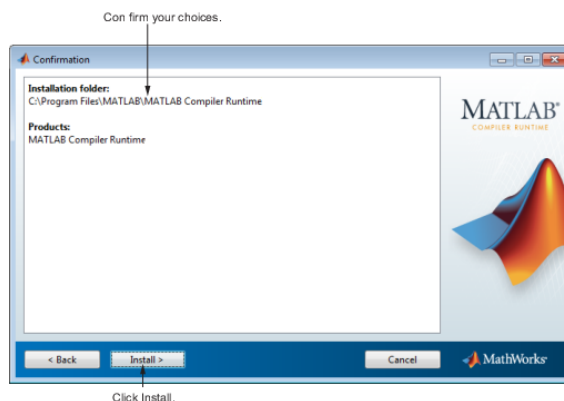 Con firm your choices.
Confirmation
Installation folder:
C:\Program Files\MATLAB\MATLAB Compiler Runtime
Products:
MATLAB Compiler Runtime
MATLAB®
COMPILER RUNTIME
< Back
Install >
Cancel
MathWorks®
Click Install.